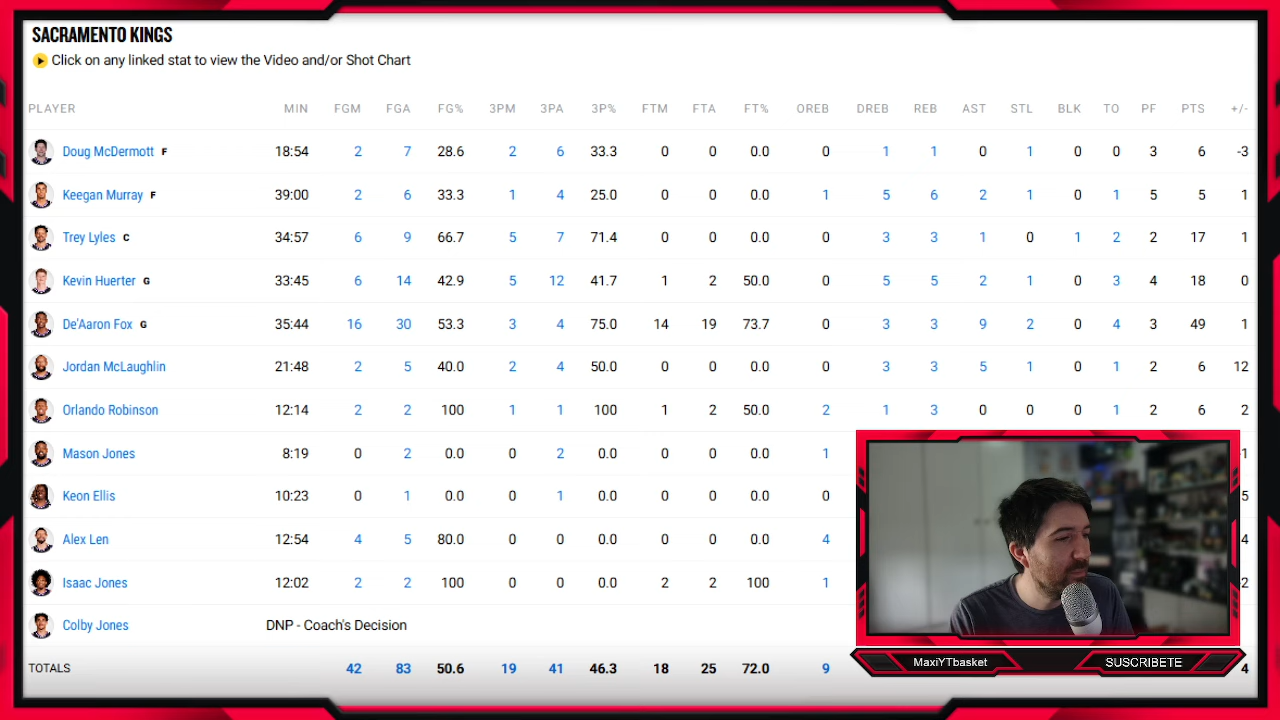 SACRAMENTO KINGS
Click on any linked stat to view the Video and/or Shot Chart
PLAYER MIN FGM FGA FG% 3PM 3PA 3P% FTM FTA FT% OREB DREB REB AST STL BLK TO PF PTS +/-
Doug McDermott F 18:54 2 7 28.6 2 6 33.3 0 0 0.0 0 1 1 0 1 0 0 3 6 -3
Keegan Murray F 39:00 2 6 33.3 1 4 25.0 0 0 0.0 1 5 6 2 1 0 1 5 5 1
Trey Lyles C 34:57 6 9 66.7 5 7 71.4 0 0 0.0 0 3 3 1 0 1 2 2 17 1
Kevin Huerter G 33:45 6 14 42.9 5 12 41.7 1 2 50.0 0 5 5 2 1 0 3 4 18 0
De'Aaron Fox G 35:44 16 30 53.3 3 4 75.0 14 19 73.7 0 3 3 9 2 0 4 3 49 1
Jordan McLaughlin 21:48 2 5 40.0 2 4 50.0 0 0 0.0 0 3 3 5 1 0 1 2 6 12
Orlando Robinson 12:14 2 2 100 1 1 100 1 2 50.0 2 1 3 0 0 0 1 2 6 2
Mason Jones 8:19 0 2 0.0 0 2 0.0 0 0 0.0 1 1
Keon Ellis 10:23 0 1 0.0 0 1 0.0 0 0 0.0 0 5
Alex Len 12:54 4 5 80.0 0 0 0.0 0 0 0.0 4 4
Isaac Jones 12:02 2 2 100 0 0 0.0 2 2 100 1 2
Colby Jones DNP - Coach's Decision
TOTALS 42 83 50.6 19 41 46.3 18 25 72.0 9 4
MaxiYTbasket SUSCRIBETE